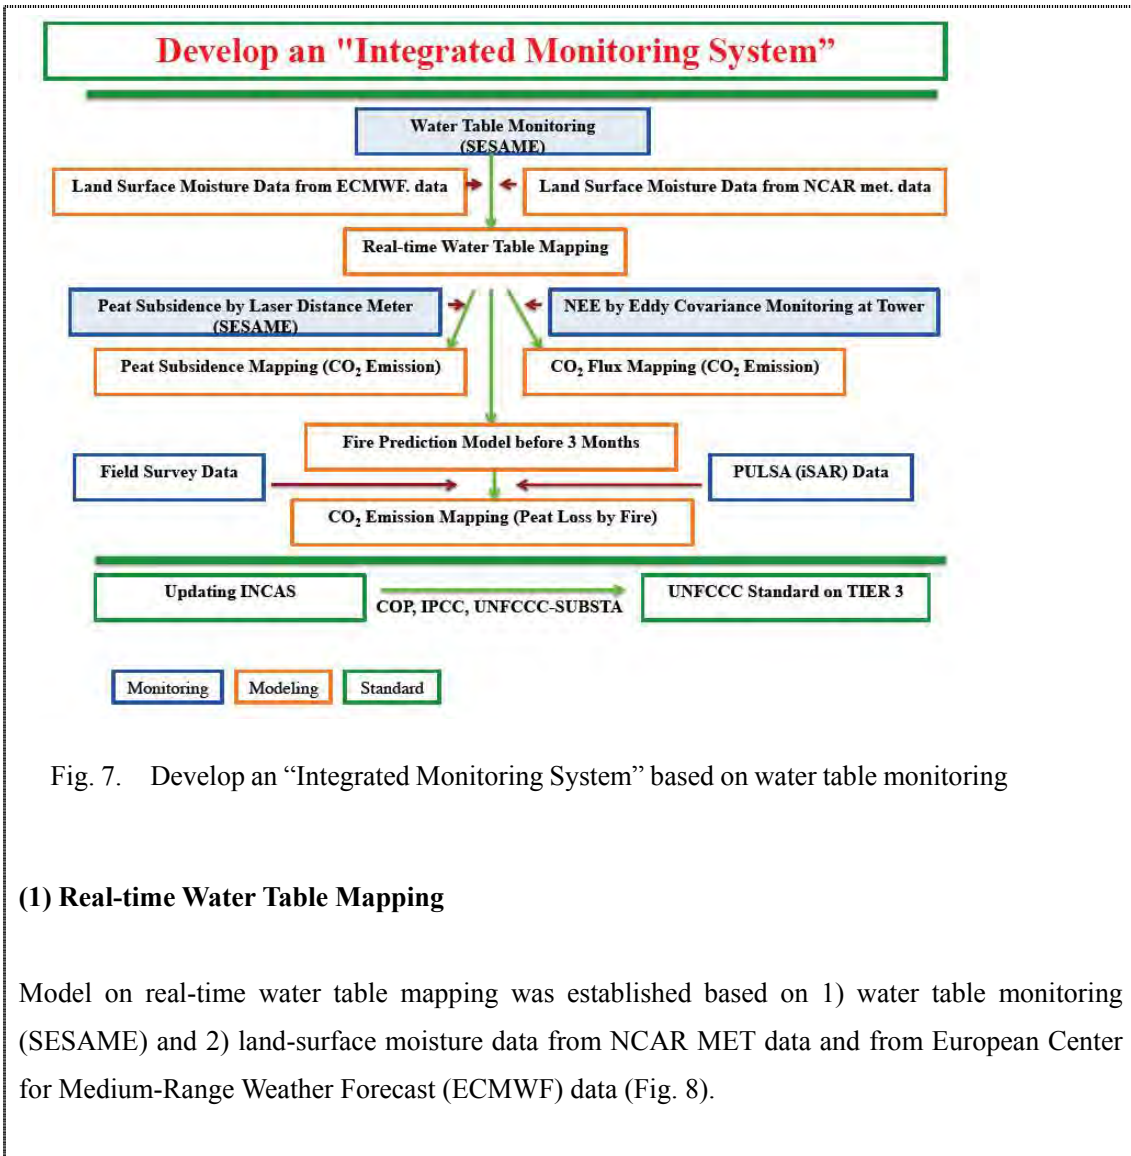 Develop an "Integrated Monitoring System”
Water Table Monitoring
(SESAME)
Land Surface Moisture Data from ECMWF. data
Land Surface Moisture Data from NCAR met. data
Real-time Water Table Mapping
Peat Subsidence by Laser Distance Meter
(SESAME)
NEE by Eddy Covariance Monitoring at Tower
Peat Subsidence Mapping (CO₂ Emission)
CO₂ Flux Mapping (CO₂ Emission)
Fire Prediction Model before 3 Months
Field Survey Data
PULSA (iSAR) Data
CO₂ Emission Mapping (Peat Loss by Fire)
Updating INCAS
COP, IPCC, UNFCCC-SUBSTA
UNFCCC Standard on TIER 3
Monitoring
Modeling
Standard
Fig. 7. Develop an “Integrated Monitoring System” based on water table monitoring
(1) Real-time Water Table Mapping
Model on real-time water table mapping was established based on 1) water table monitoring
(SESAME) and 2) land-surface moisture data from NCAR MET data and from European Center
for Medium-Range Weather Forecast (ECMWF) data (Fig. 8).